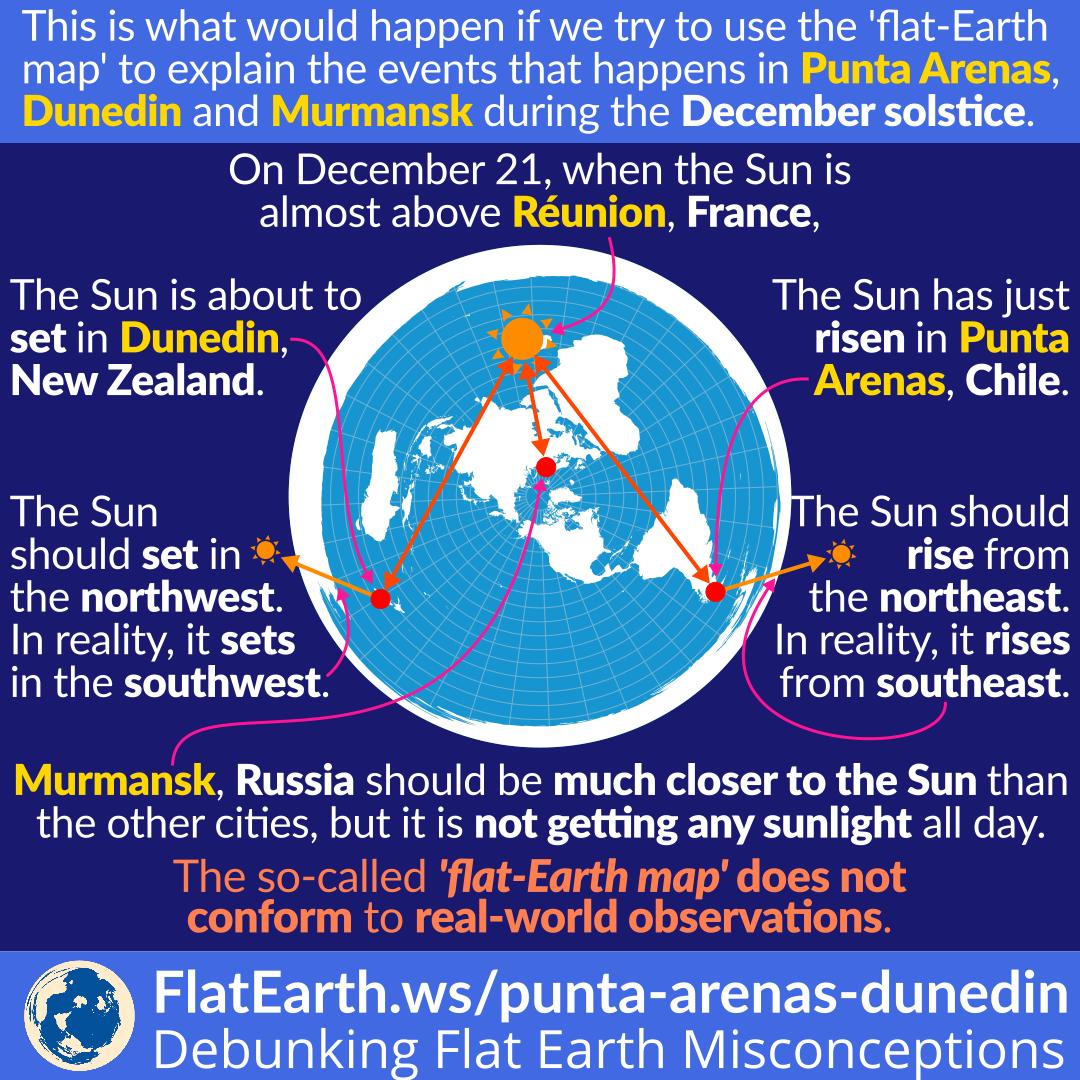 This is what would happen if we try to use the 'flat-Earth
map' to explain the events that happens in Punta Arenas,
Dunedin and Murmansk during the December solstice.
On December 21, when the Sun is
almost above Réunion, France,
The Sun is about to
set in Dunedin,
New Zealand.
The Sun has just
risen in Punta
Arenas, Chile.
The Sun
should set in
the northwest.
In reality, it sets
in the southwest.
The Sun should
rise from
the northeast.
In reality, it rises
from southeast.
Murmansk, Russia should be much closer to the Sun than
the other cities, but it is not getting any sunlight all day.
The so-called 'flat-Earth map' does not
conform to real-world observations.
FlatEarth.ws/punta-arenas-dunedin
Debunking Flat Earth Misconceptions